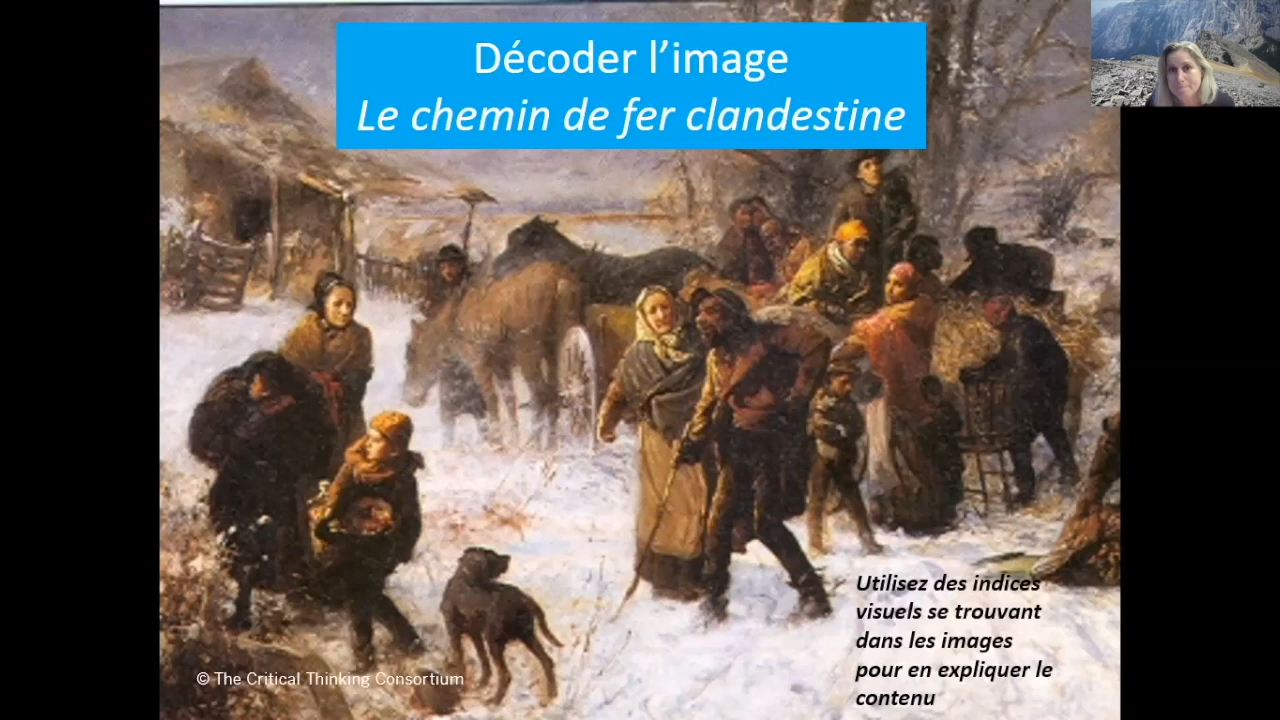 Décoder l’image
Le chemin de fer clandestine
Utilisez des indices
visuels se trouvant
dans les images
pour en expliquer le
contenu
© The Critical Thinking Consortium